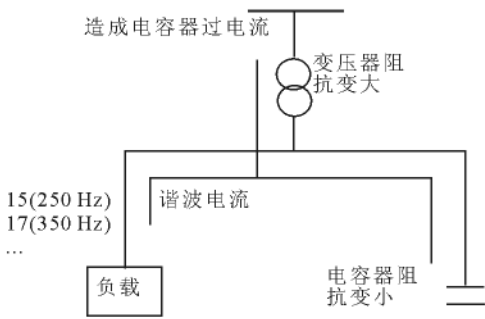 造成电容器过电流
变压器阻
抗变大
15(250 Hz)
17(350 Hz)
...
谐波电流
负载
电容器阻
抗变小